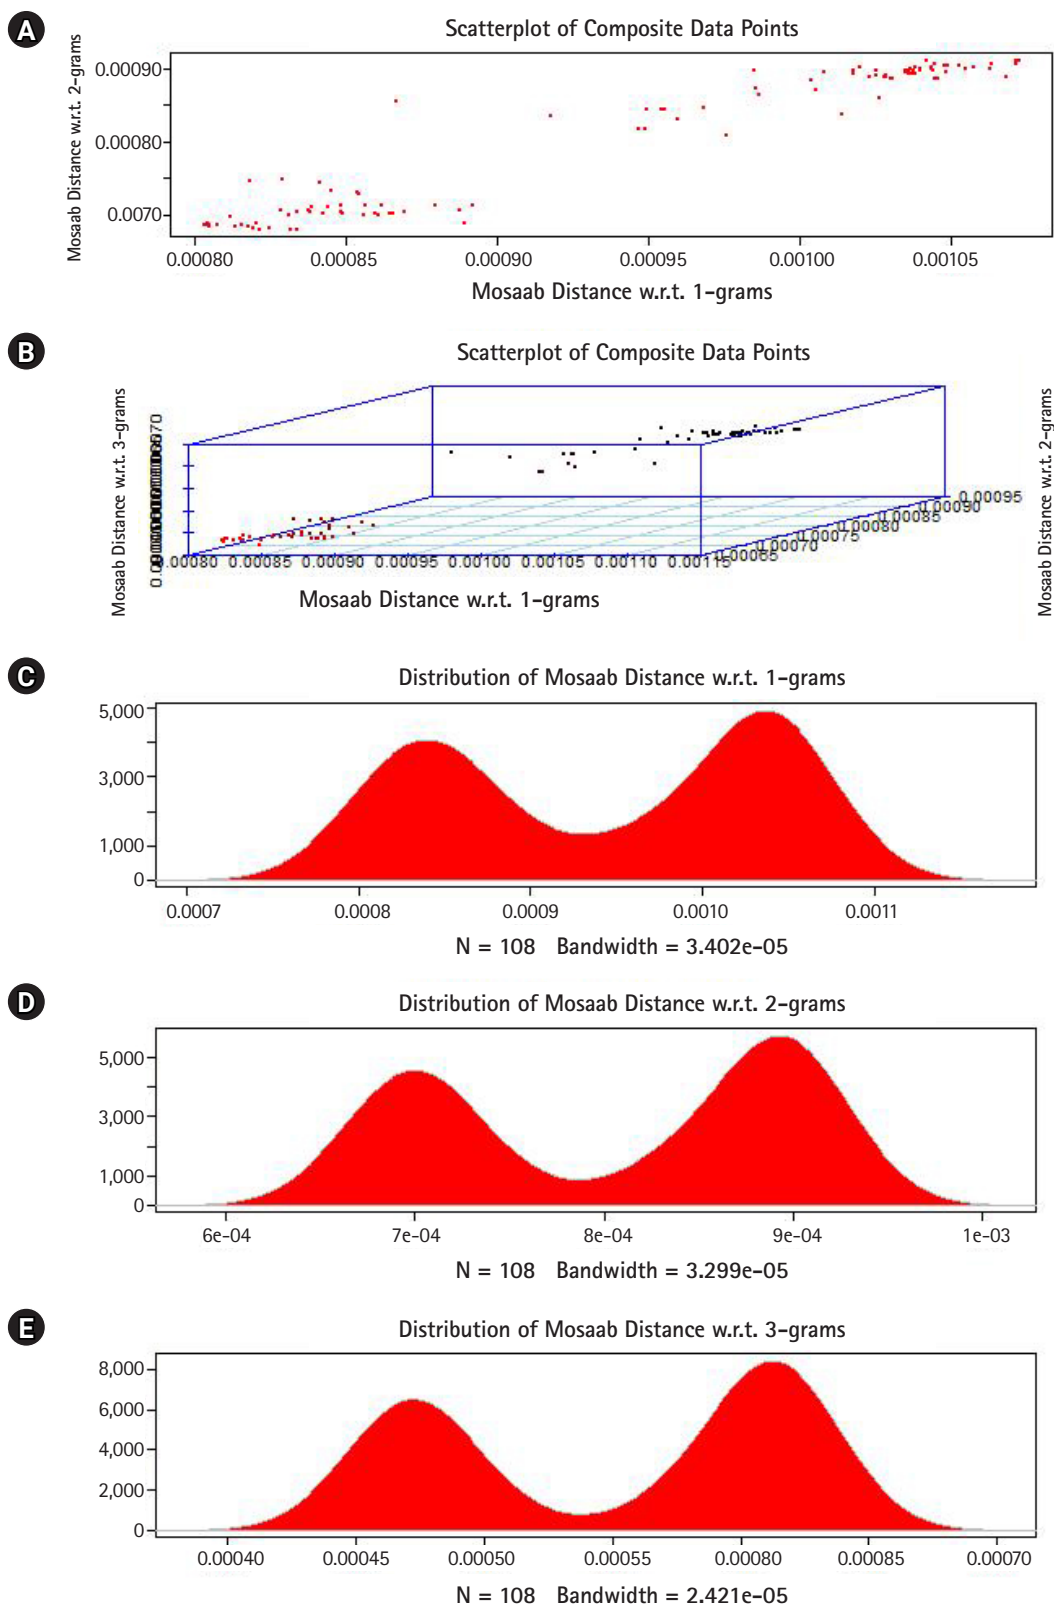 A
Scatterplot of Composite Data Points
Mosaab Distance w.r.t. 2-grams
0.00090
0.00080
0.0070
0.00080 0.00085 0.00090 0.00095 0.00100 0.00105
Mosaab Distance w.r.t. 1-grams
B
Scatterplot of Composite Data Points
Mosaab Distance w.r.t. 3-grams
Mosaab Distance w.r.t. 2-grams
0.00095
0.00090
0.00085
0.00080
0.00075
0.00070
0.00065
0.00080 0.00085 0.00090 0.00095 0.00100 0.00105 0.00110 0.00115
Mosaab Distance w.r.t. 1-grams
C
Distribution of Mosaab Distance w.r.t. 1-grams
5,000
3,000
1,000
0
0.0007 0.0008 0.0009 0.0010 0.0011
N = 108 Bandwidth = 3.402e-05
D
Distribution of Mosaab Distance w.r.t. 2-grams
5,000
3,000
1,000
0
6e-04 7e-04 8e-04 9e-04 1e-03
N = 108 Bandwidth = 3.299e-05
E
Distribution of Mosaab Distance w.r.t. 3-grams
8,000
6,000
4,000
2,000
0
0.00040 0.00045 0.00050 0.00055 0.00080 0.00085 0.00070
N = 108 Bandwidth = 2.421e-05